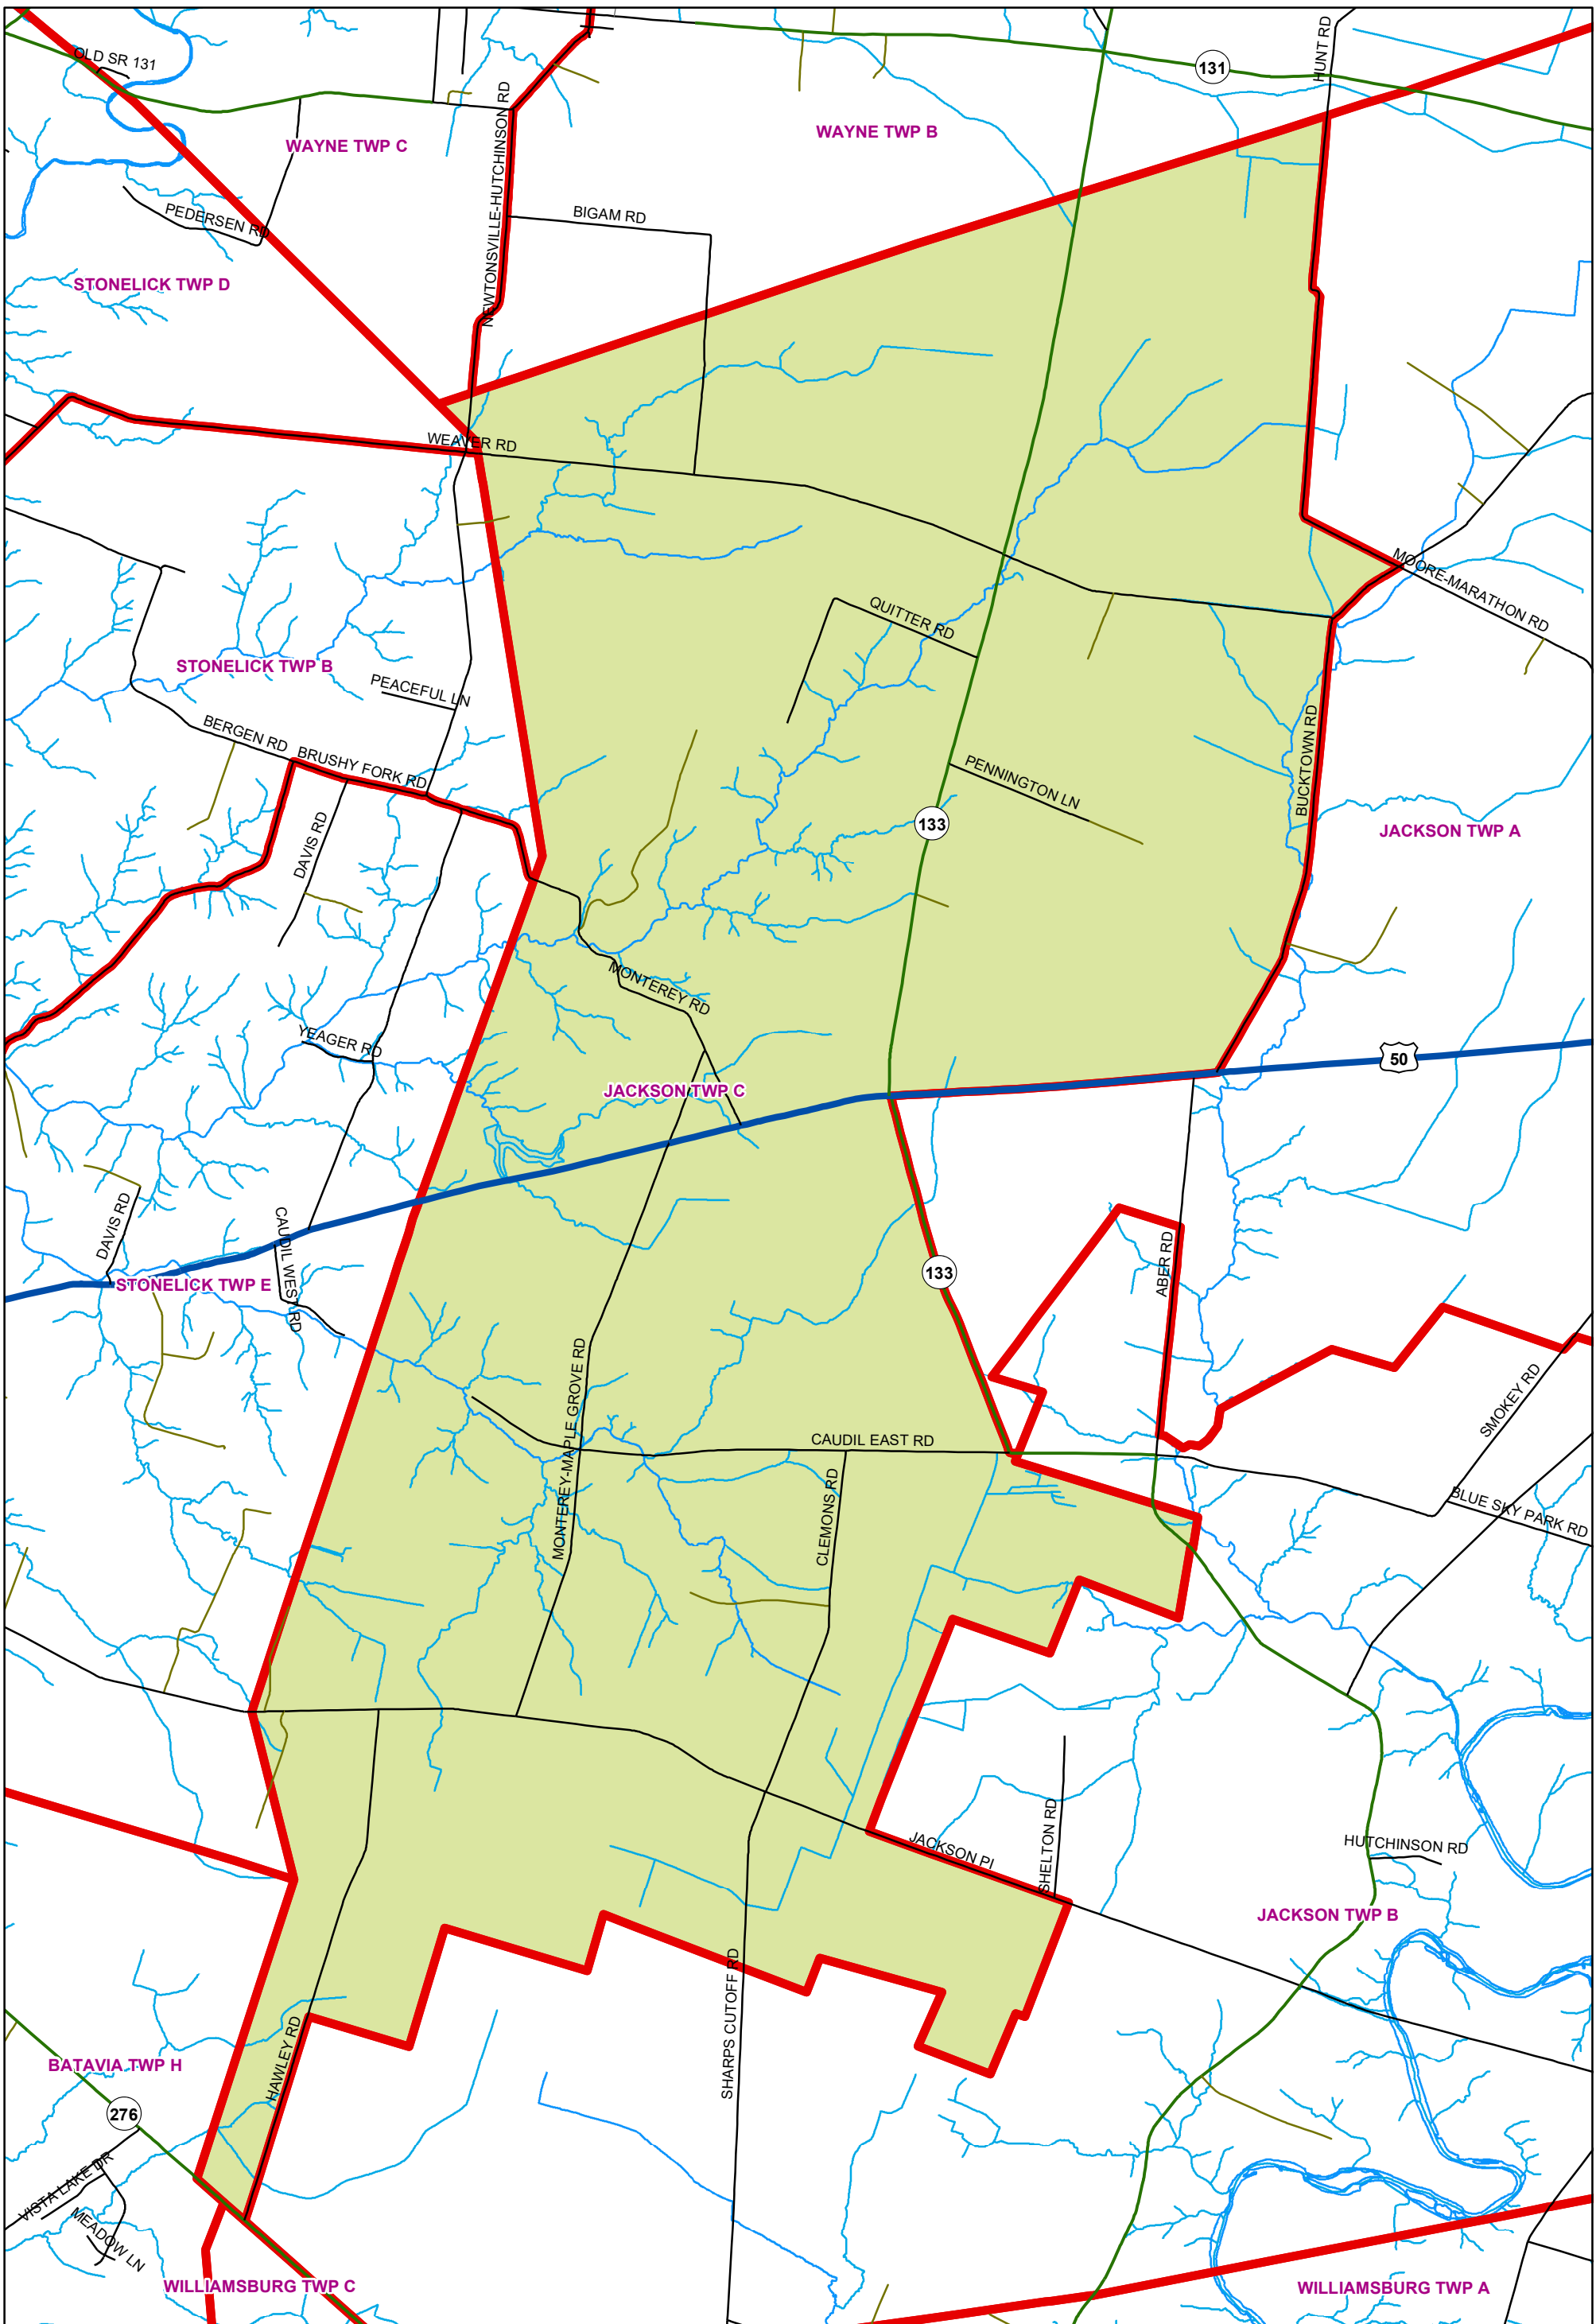 OLD SR 131
131
HUNT RD
WAYNE TWP B
WAYNE TWP C
NEWTONSVILLE-HUTCHINSON RD
PEDERSEN RD
BIGAM RD
STONELICK TWP D
WEAVER RD
MOORE-MARATHON RD
QUITTER RD
STONELICK TWP B
PEACEFUL LN
BERGEN RD
BRUSHY FORK RD
BUCKTOWN RD
PENNINGTON LN
133
JACKSON TWP A
DAVIS RD
MONTEREY RD
YEAGER RD
50
JACKSON TWP C
DAVIS RD
CAUDIL WEST RD
ABER RD
133
STONELICK TWP E
MONTEREY-MAPLE GROVE RD
SMOKEY RD
CAUDIL EAST RD
CLEMONS RD
BLUE SKY PARK RD
JACKSON PI
SHELTON RD
HUTCHINSON RD
JACKSON TWP B
SHARPS CUTOFF RD
HAWLEY RD
BATAVIA TWP H
276
VISTA LAKE DR
MEADOW LN
WILLIAMSBURG TWP C
WILLIAMSBURG TWP A